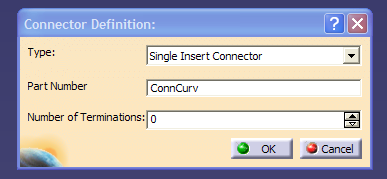 Connector Definition:
Type: Single Insert Connector
Part Number ConnCurv
Number of Terminations: 0
OK Cancel